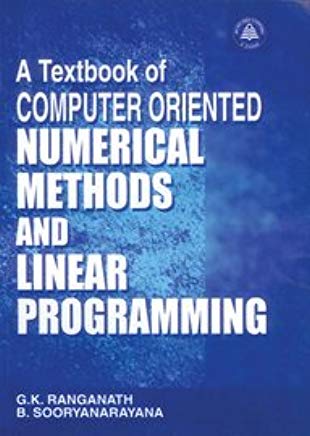 A Textbook of
COMPUTER ORIENTED
NUMERICAL
METHODS
AND
LINEAR
PROGRAMMING
G.K. RANGANATH
B. SOORYANARAYANA